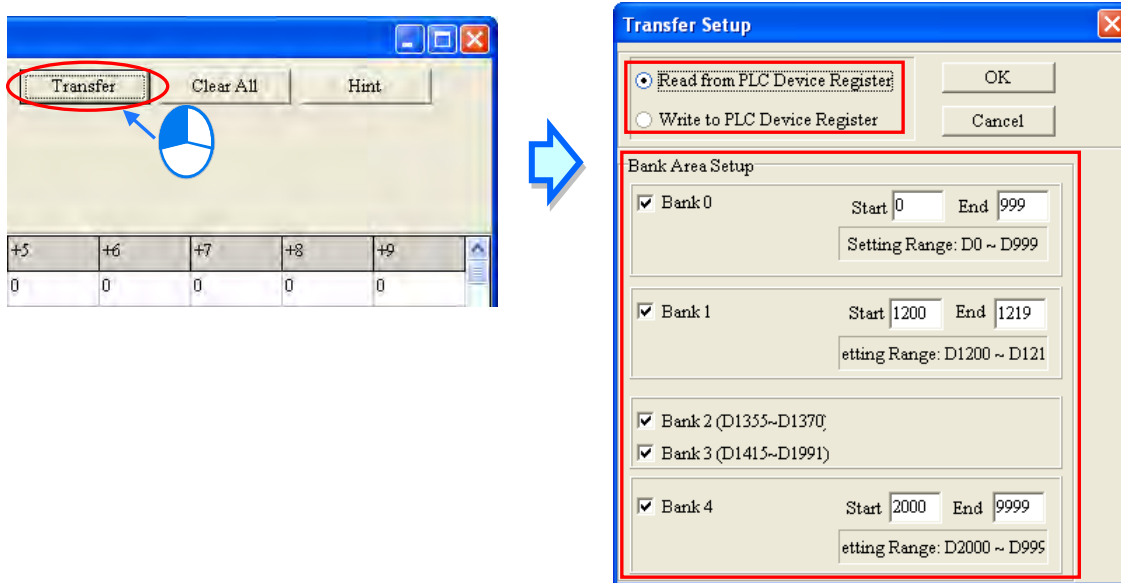 Transfer Clear All Hint
+5 +6 +7 +8 +9
0 0 0 0 0
Transfer Setup
Read from PLC Device Register OK
Write to PLC Device Register Cancel
Bank Area Setup
Bank 0 Start 0 End 999
Setting Range: D0 ~ D999
Bank 1 Start 1200 End 1219
etting Range: D1200 ~ D121
Bank 2 (D1355~D1370)
Bank 3 (D1415~D1991)
Bank 4 Start 2000 End 9999
etting Range: D2000 ~ D999